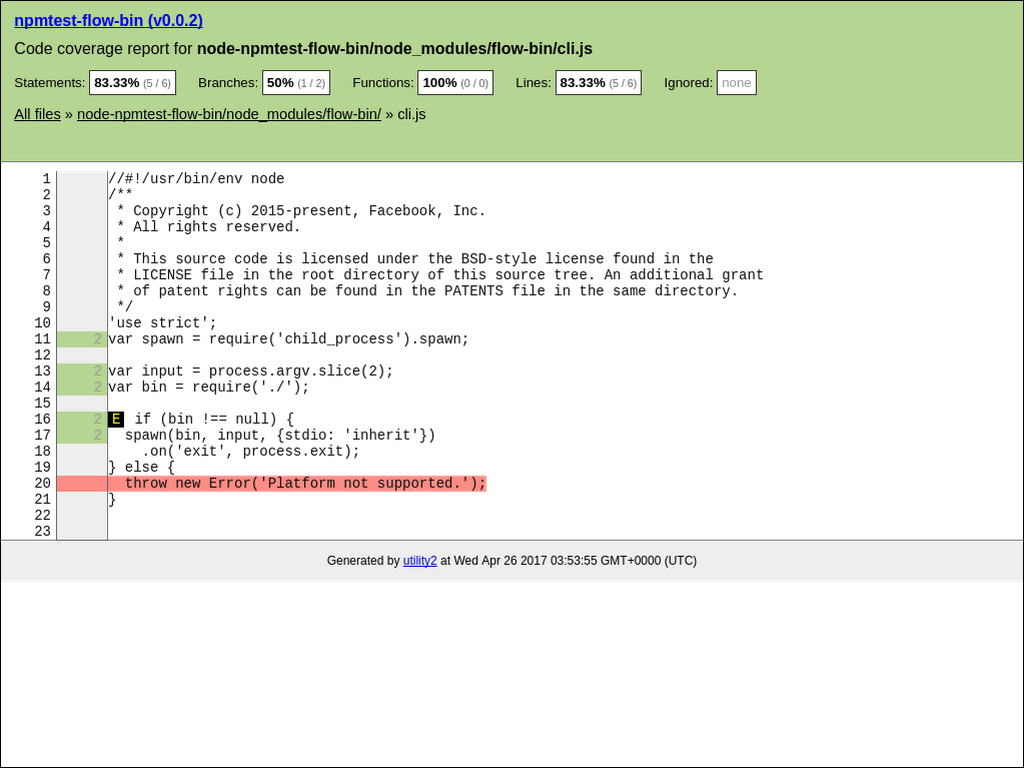 npmtest-flow-bin (v0.0.2)
Code coverage report for node-npmtest-flow-bin/node_modules/flow-bin/cli.js
Statements: 83.33% (5 / 6) Branches: 50% (1 / 2) Functions: 100% (0 / 0) Lines: 83.33% (5 / 6) Ignored: none
All files » node-npmtest-flow-bin/node_modules/flow-bin/ » cli.js
1 //#!/usr/bin/env node
2 /**
3  * Copyright (c) 2015-present, Facebook, Inc.
4  * All rights reserved.
5  *
6  * This source code is licensed under the BSD-style license found in the
7  * LICENSE file in the root directory of this source tree. An additional grant
8  * of patent rights can be found in the PATENTS file in the same directory.
9  */
10 'use strict';
11 2 var spawn = require('child_process').spawn;
12
13 2 var input = process.argv.slice(2);
14 2 var bin = require('./');
15
16 2 E if (bin !== null) {
17 2   spawn(bin, input, {stdio: 'inherit'})
18     .on('exit', process.exit);
19 } else {
20   throw new Error('Platform not supported.');
21 }
22
23
Generated by utility2 at Wed Apr 26 2017 03:53:55 GMT+0000 (UTC)